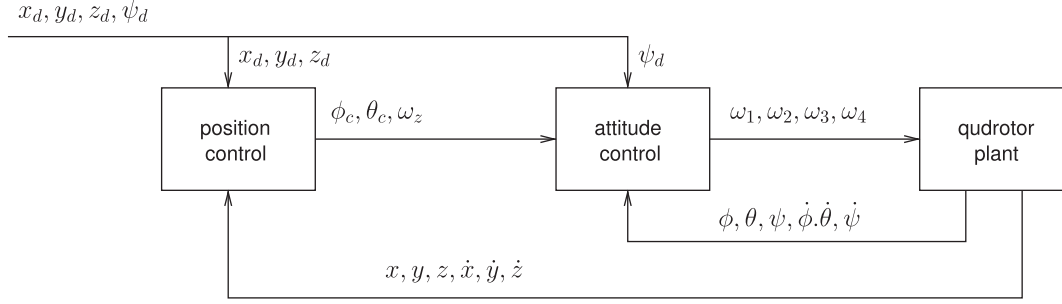 x_d, y_d, z_d, ψ_d
x_d, y_d, z_d
ψ_d
position
control
ϕ_c, θ_c, ω_z
attitude
control
ω_1, ω_2, ω_3, ω_4
qudrotor
plant
ϕ, θ, ψ, ϕ̇.θ̇, ψ̇
x, y, z, ẋ, ẏ, ż